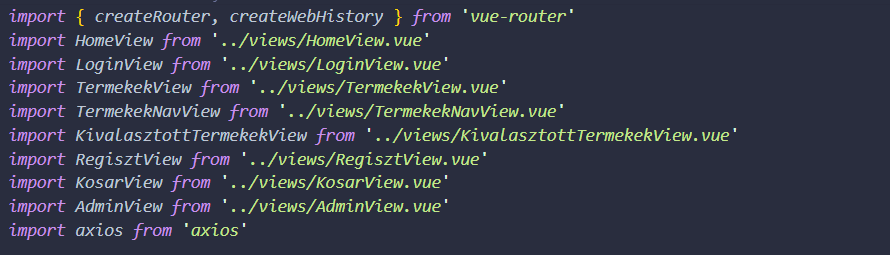 import { createRouter, createWebHistory } from 'vue-router'
import HomeView from '../views/HomeView.vue'
import LoginView from '../views/LoginView.vue'
import TermekekView from '../views/TermekekView.vue'
import TermekekNavView from '../views/TermekekNavView.vue'
import KivalasztottTermekekView from '../views/KivalasztottTermekekView.vue'
import RegisztView from '../views/RegisztView.vue'
import KosarView from '../views/KosarView.vue'
import AdminView from '../views/AdminView.vue'
import axios from 'axios'